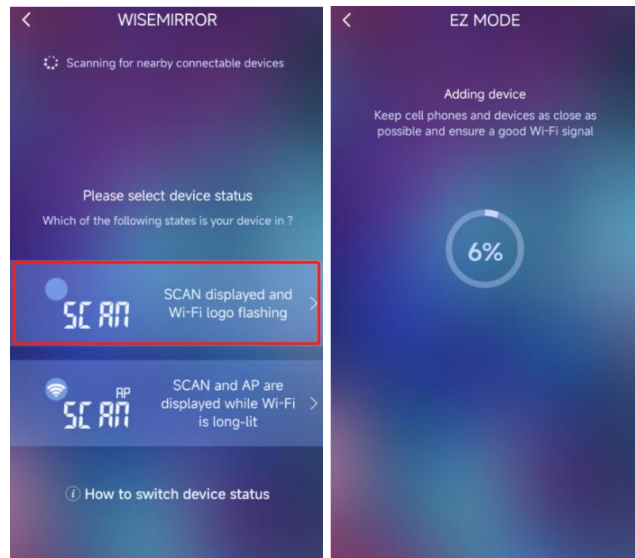 WISEMIRROR
Scanning for nearby connectable devices
Please select device status
Which of the following states is your device in ?
SCAN
SCAN displayed and
Wi-Fi logo flashing
AP
SCAN
SCAN and AP are
displayed while Wi-Fi
is long-lit
How to switch device status
EZ MODE
Adding device
Keep cell phones and devices as close as
possible and ensure a good Wi-Fi signal
6%